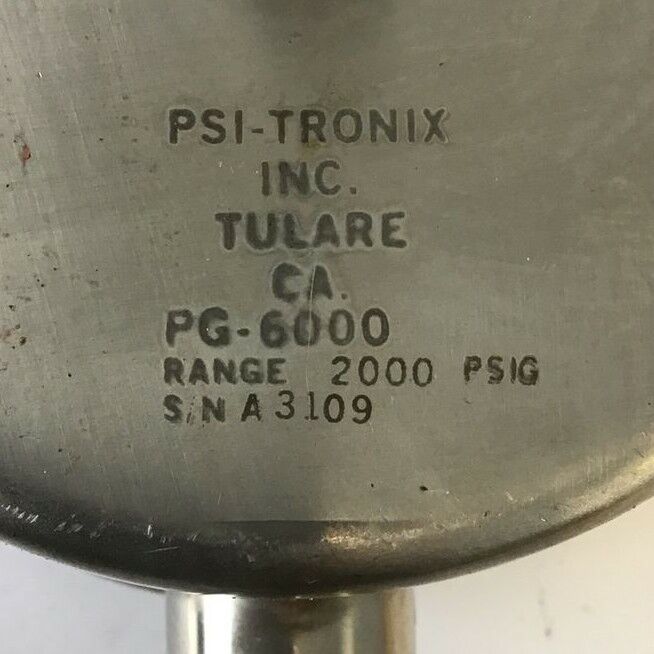 PSI-TRONIX
INC.
TULARE
CA.
PG-6000
RANGE 2000 PSIG
S/N A3109